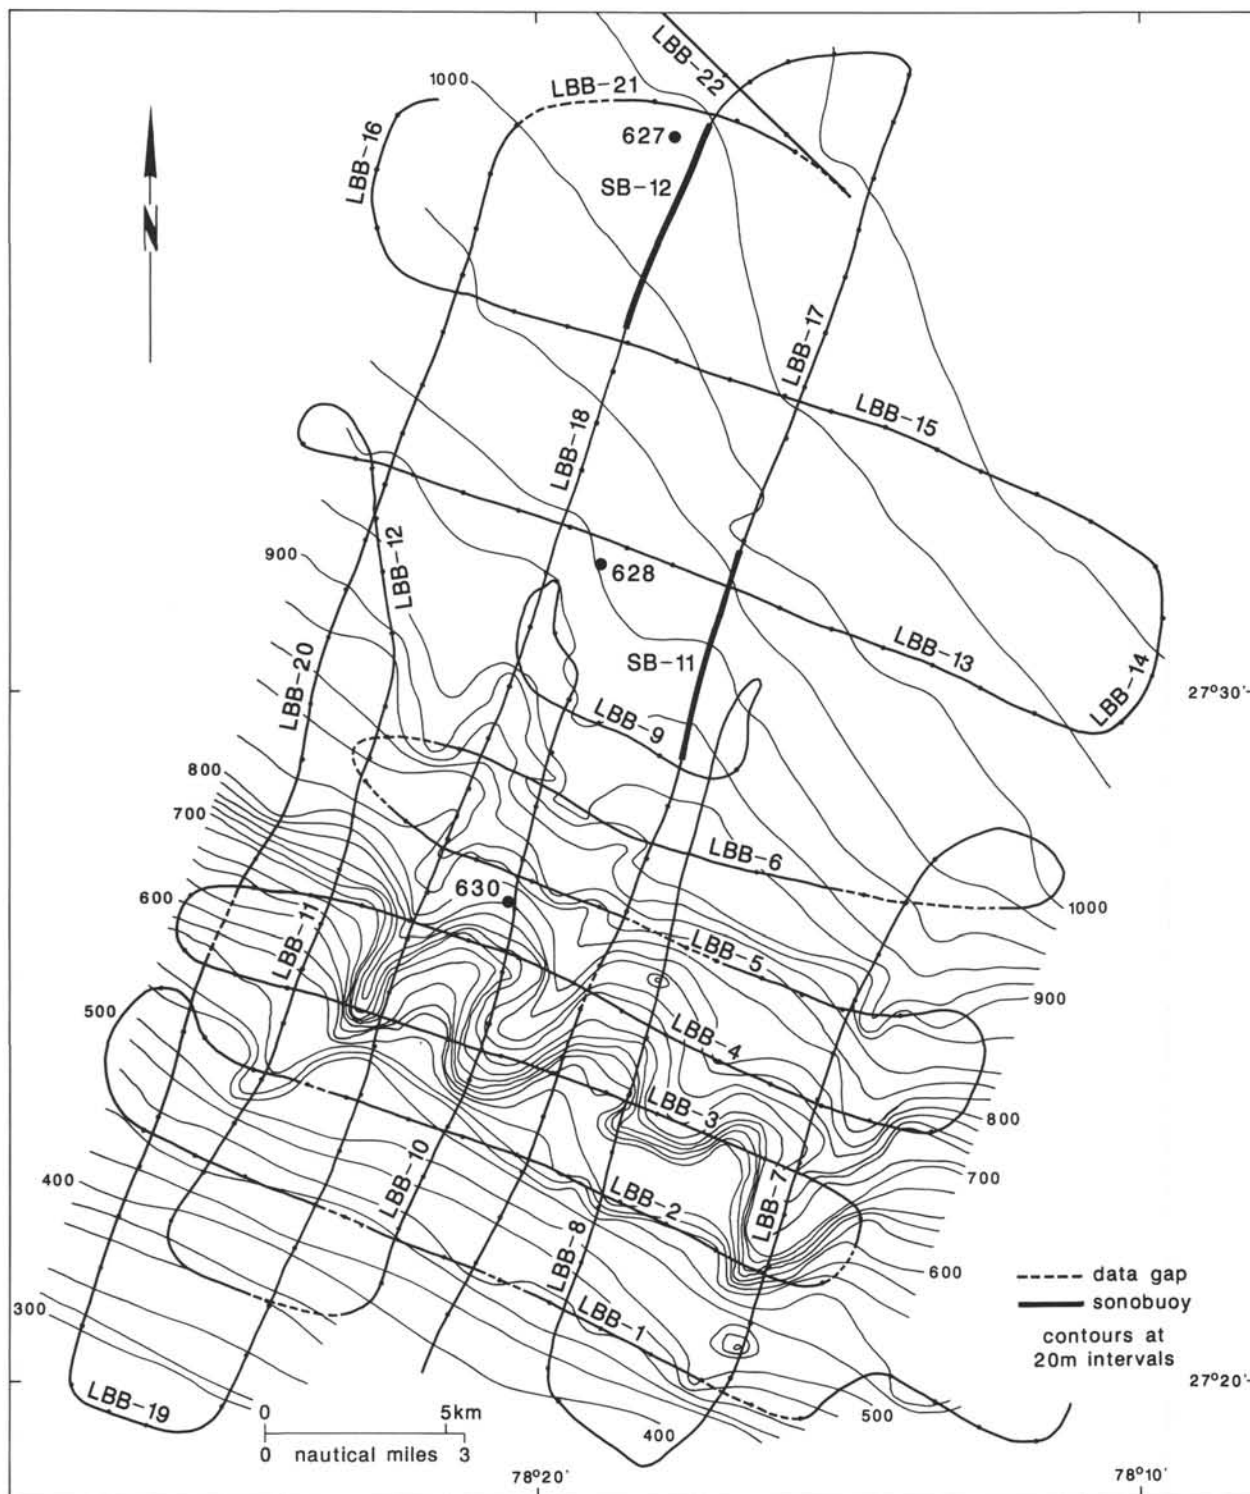 LBB-22
1000
LBB-21
627
LBB-16
SB-12
N
LBB-17
LBB-15
LBB-18
LBB-12
900
628
LBB-20
SB-11
LBB-13
LBB-14
27°30'
LBB-9
800
700
LBB-6
630
600
LBB-11
1000
LBB-5
500
900
LBB-4
LBB-3
800
LBB-10
LBB-7
700
400
LBB-2
LBB-8
600
data gap
300
LBB-1
sonobuoy
contours at
20m intervals
27°20'
LBB-19
0 5km
500
400
0 nautical miles 3
78°20'
78°10'